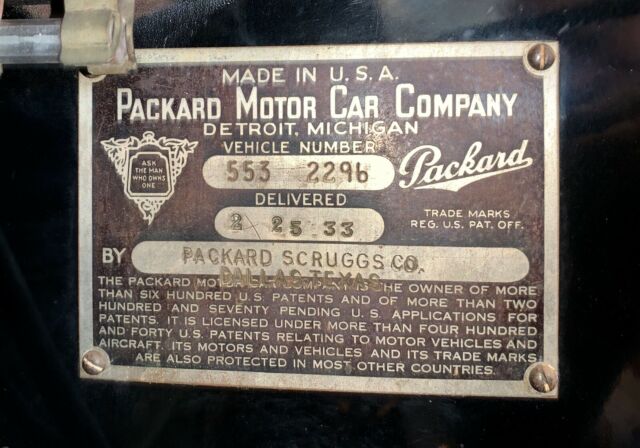 MADE IN U.S.A.
PACKARD MOTOR CAR COMPANY
DETROIT, MICHIGAN
VEHICLE NUMBER
553 2296
ASK
THE MAN
WHO OWNS
ONE
Packard
DELIVERED
2 25 33
TRADE MARKS
REG. U.S. PAT. OFF.
BY PACKARD SCRUGGS CO.
DALLAS TEXAS
THE PACKARD MOTOR HE OWNER OF MORE
THAN SIX HUNDRED U.S. PATENTS AND OF MORE THAN TWO
HUNDRED AND SEVENTY PENDING U.S. APPLICATIONS FOR
PATENTS. IT IS LICENSED UNDER MORE THAN FOUR HUNDRED
AND FORTY U.S. PATENTS RELATING TO MOTOR VEHICLES AND
AIRCRAFT. ITS MOTORS AND VEHICLES AND ITS TRADE MARKS
ARE ALSO PROTECTED IN MOST OTHER COUNTRIES.